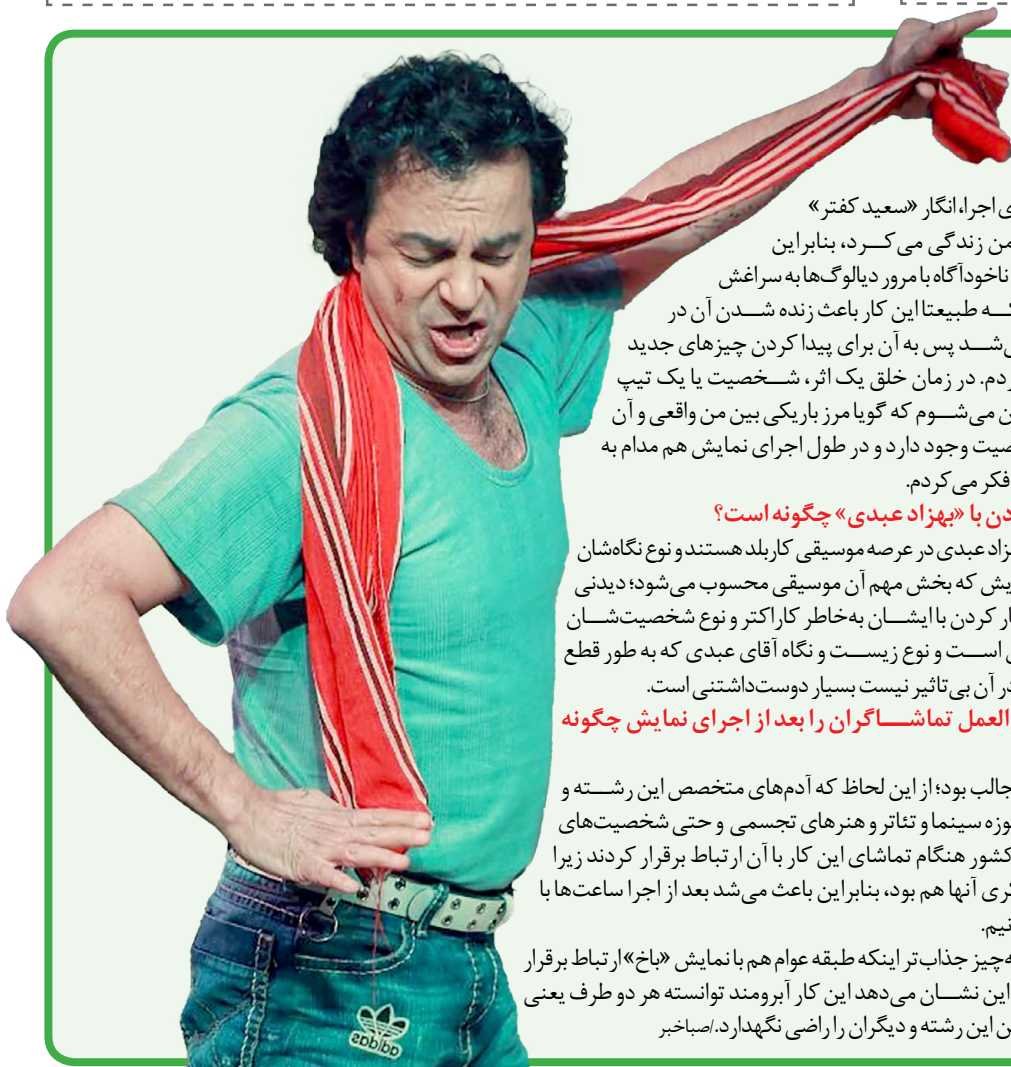 ی اجرا، انگار «سعید کفتر»
من زندگی می‌کرد، بنابراین
ناخودآگاه با مرور دیالوگ‌ها به سراغش
که طبیعتا این کار باعث زنده شدن آن در
‌شد پس به آن برای پیدا کردن چیزهای جدید
ردم. در زمان خلق یک اثر، شخصیت یا یک تیپ
ن می‌شوم که گویا مرز باریکی بین من واقعی و آن
صیت وجود دارد و در طول اجرای نمایش هم مدام به
فکر می‌کردم.
دن با «بهزاد عبدی» چگونه است؟
زاد عبدی در عرصه موسیقی کاربلد هستند و نوع نگاه‌شان
یش که بخش مهم آن موسیقی محسوب می‌شود؛ دیدنی
ار کردن با ایشان به‌خاطر کاراکتر و نوع شخصیت‌شان
است و نوع زیست و نگاه آقای عبدی که به طور قطع
در آن بی‌تاثیر نیست بسیار دوست‌داشتنی است.
العمل تماشاگران را بعد از اجرای نمایش چگونه
جالب بود؛ از این لحاظ که آدم‌های متخصص این رشته و
وزه سینما و تئاتر و هنرهای تجسمی و حتی شخصیت‌های
کشور هنگام تماشای این کار با آن ارتباط برقرار کردند زیرا
کری آنها هم بود، بنابراین باعث می‌شد بعد از اجرا ساعت‌ها با
نیم.
ه‌چیز جذاب‌تر اینکه طبقه عوام هم با نمایش «باخ» ارتباط برقرار
این نشان می‌دهد این کار آبرومند توانسته هر دو طرف یعنی
ن این رشته و دیگران را راضی نگهدارد./صباخبر
adidas